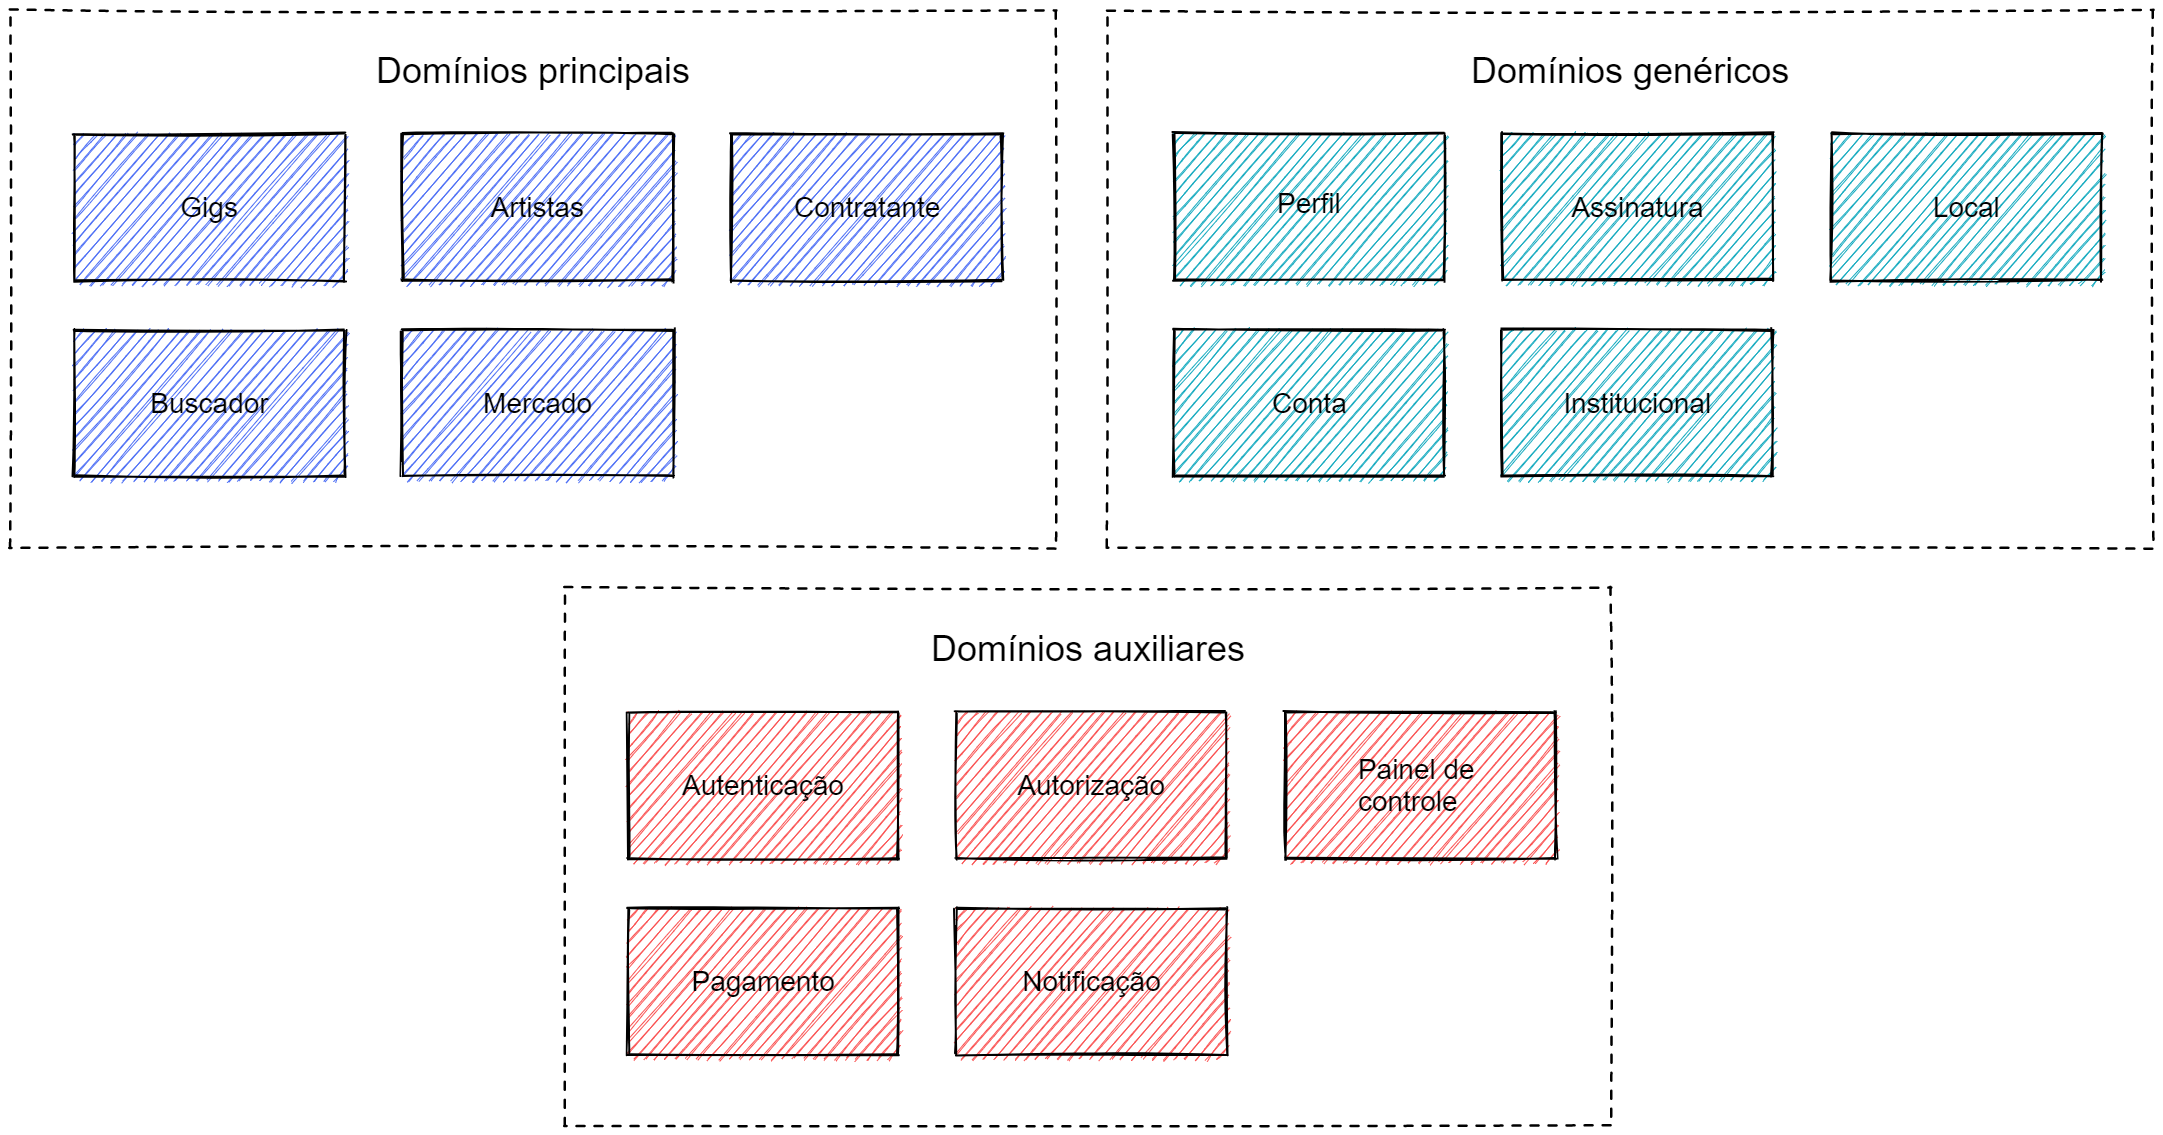 Domínios principais
Gigs
Artistas
Contratante
Buscador
Mercado
Domínios genéricos
Perfil
Assinatura
Local
Conta
Institucional
Domínios auxiliares
Autenticação
Autorização
Painel de
controle
Pagamento
Notificação